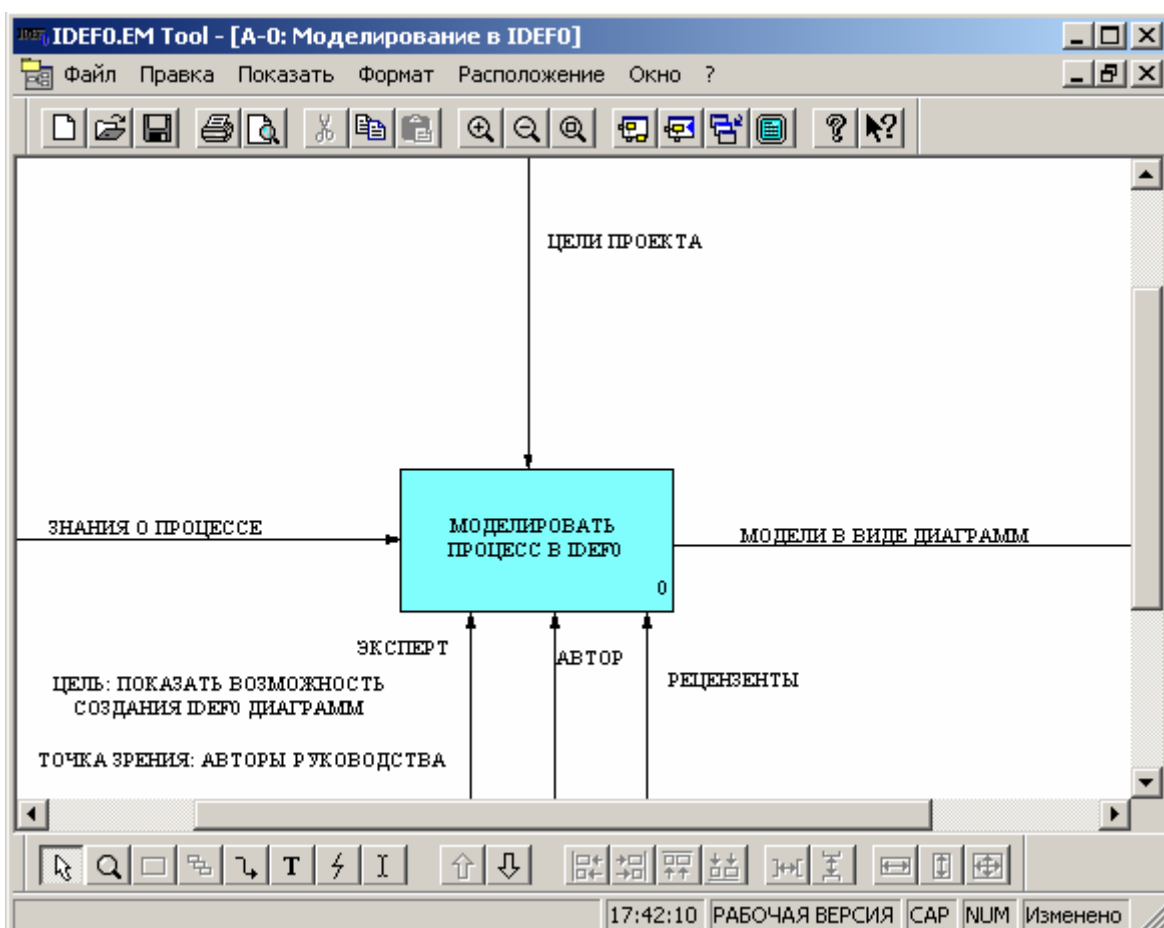 IDEF0.EM Tool - [A-0: Моделирование в IDEF0]
Файл Правка Показать Формат Расположение Окно ?
ЦЕЛИ ПРОЕКТА
ЗНАНИЯ О ПРОЦЕССЕ
МОДЕЛИРОВАТЬ
ПРОЦЕСС В IDEF0
0
МОДЕЛИ В ВИДЕ ДИАГРАММ
ЭКСПЕРТ
АВТОР
РЕЦЕНЗЕНТЫ
ЦЕЛЬ: ПОКАЗАТЬ ВОЗМОЖНОСТЬ
СОЗДАНИЯ IDEF0 ДИАГРАММ
ТОЧКА ЗРЕНИЯ: АВТОРЫ РУКОВОДСТВА
17:42:10 РАБОЧАЯ ВЕРСИЯ CAP NUM Изменено